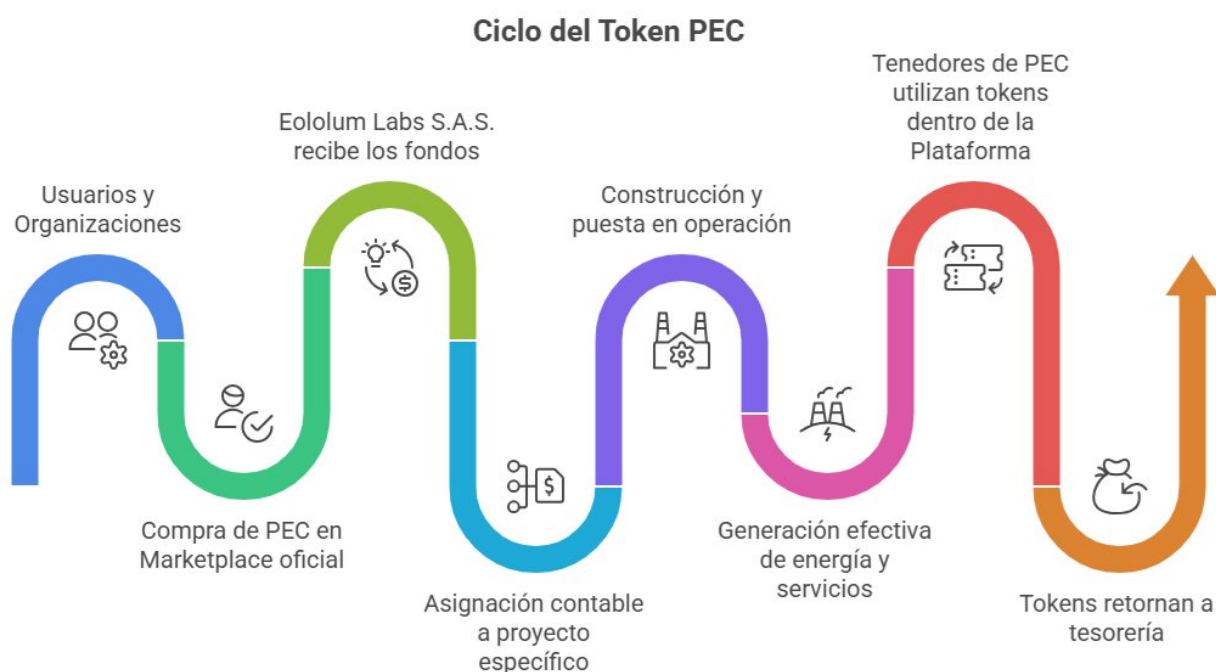 Ciclo del Token PEC
Usuarios y
Organizaciones
Compra de PEC en
Marketplace oficial
Eololum Labs S.A.S.
recibe los fondos
Asignación contable
a proyecto
específico
Construcción y
puesta en operación
Generación efectiva
de energía y
servicios
Tenedores de PEC
utilizan tokens
dentro de la
Plataforma
Tokens retornan a
tesorería